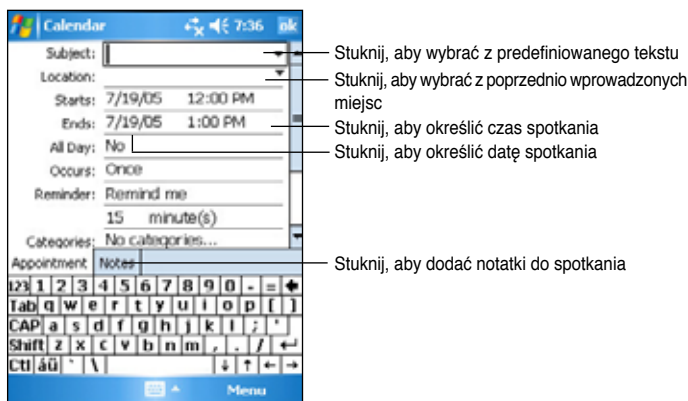 Calendar 7:36 ok
Subject:
Location:
Starts: 7/19/05 12:00 PM
Ends: 7/19/05 1:00 PM
All Day: No
Occurs: Once
Reminder: Remind me
15 minute(s)
Categories: No categories...
Appointment Notes
123 1 2 3 4 5 6 7 8 9 0 - =
Tab q w e r t y u i o p [ ]
CAP a s d f g h j k l ; '
Shift z x c v b n m , . /
Ctl áü ` \
Menu
Stuknij, aby wybrać z predefiniowanego tekstu
Stuknij, aby wybrać z poprzednio wprowadzonych
miejsc
Stuknij, aby określić czas spotkania
Stuknij, aby określić datę spotkania
Stuknij, aby dodać notatki do spotkania